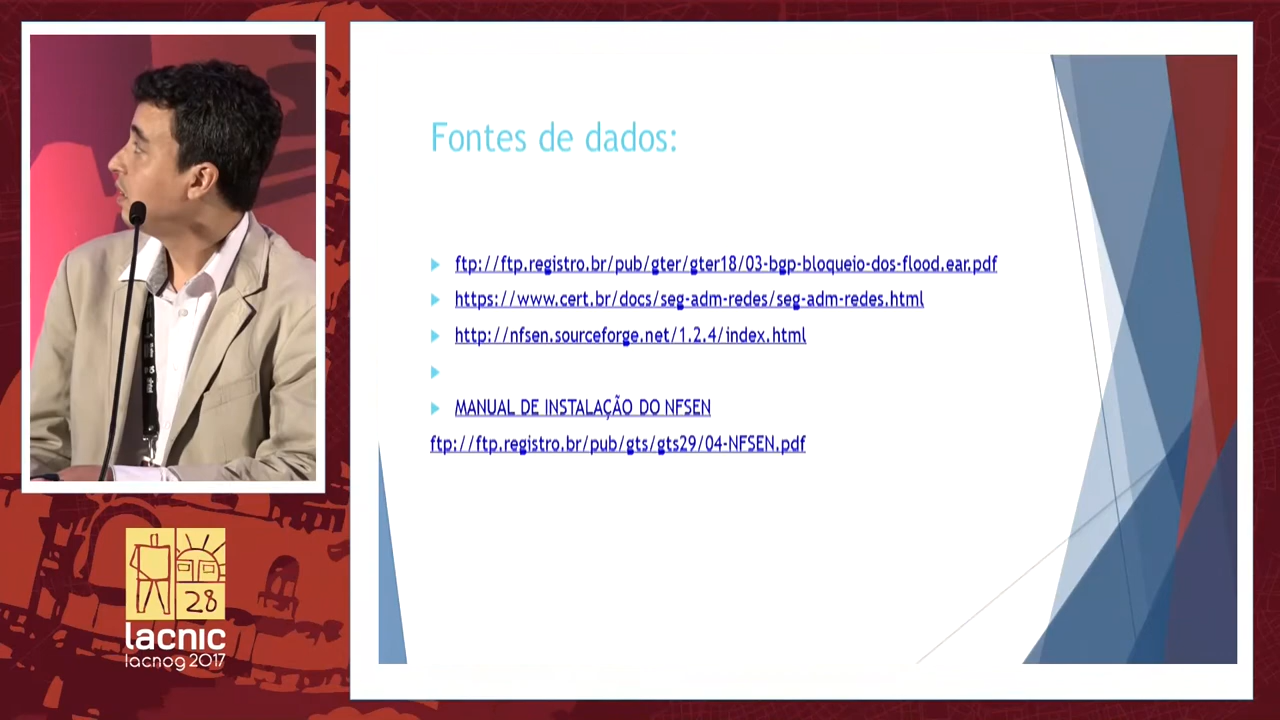 Fontes de dados:
ftp://ftp.registro.br/pub/gter/gter18/03-bgp-bloqueio-dos-flood.ear.pdf
https://www.cert.br/docs/seg-adm-redes/seg-adm-redes.html
http://nfsen.sourceforge.net/1.2.4/index.html
MANUAL DE INSTALAÇÃO DO NFSEN
ftp://ftp.registro.br/pub/gts/gts29/04-NFSEN.pdf
28
lacnic
lacnog 2017